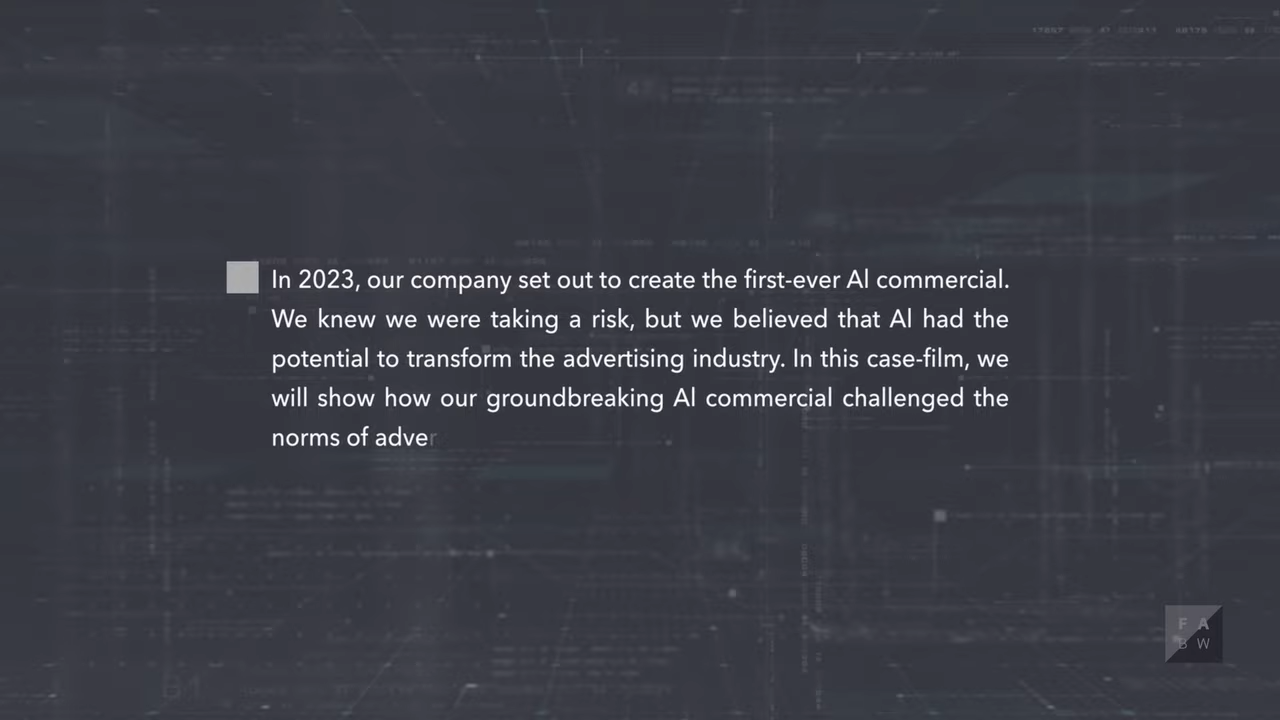 In 2023, our company set out to create the first-ever AI commercial.
We knew we were taking a risk, but we believed that AI had the
potential to transform the advertising industry. In this case-film, we
will show how our groundbreaking AI commercial challenged the
norms of adver
F A
B W